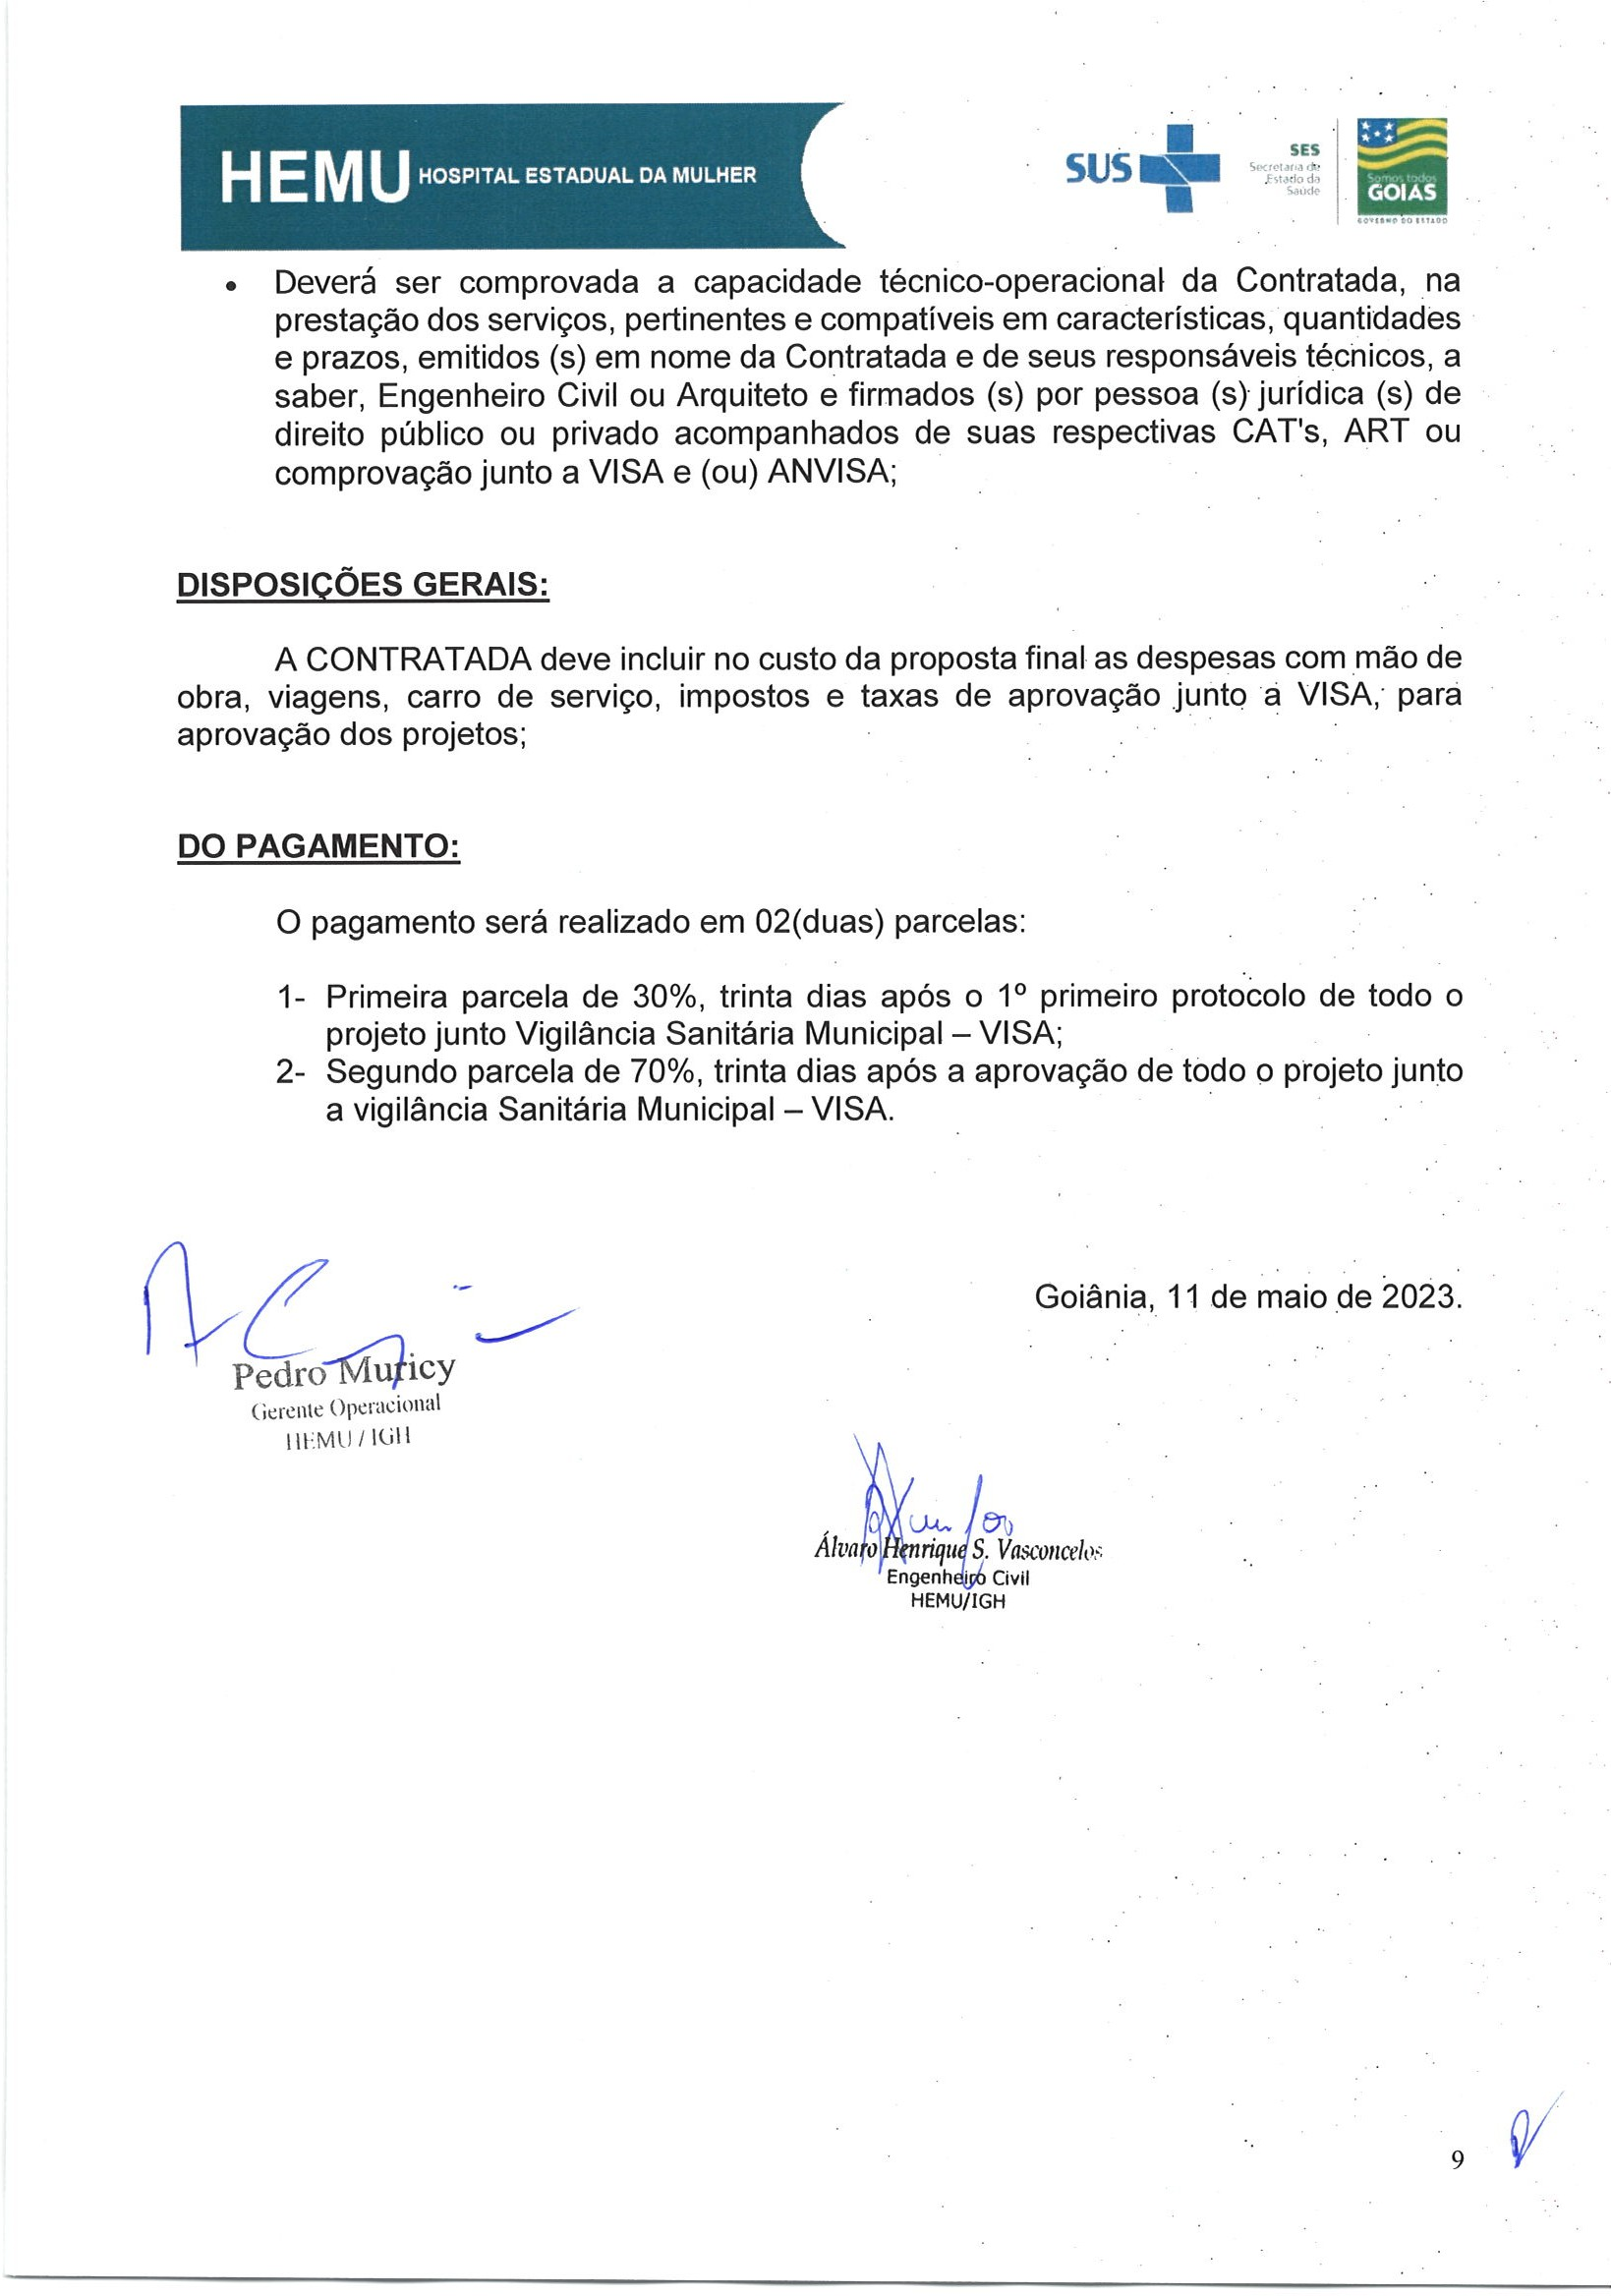 HEMU HOSPITAL ESTADUAL DA MULHER
SUS
SES
Secretaria de
Estado da
Saúde
Somos todos
GOIÁS
GOVERNO DO ESTADO
• Deverá ser comprovada a capacidade técnico-operacional da Contratada, na
prestação dos serviços, pertinentes e compatíveis em características, quantidades
e prazos, emitidos (s) em nome da Contratada e de seus responsáveis técnicos, a
saber, Engenheiro Civil ou Arquiteto e firmados (s) por pessoa (s) jurídica (s) de
direito público ou privado acompanhados de suas respectivas CAT's, ART ou
comprovação junto a VISA e (ou) ANVISA;
DISPOSIÇÕES GERAIS:
A CONTRATADA deve incluir no custo da proposta final as despesas com mão de
obra, viagens, carro de serviço, impostos e taxas de aprovação junto a VISA, para
aprovação dos projetos;
DO PAGAMENTO:
O pagamento será realizado em 02(duas) parcelas:
1- Primeira parcela de 30%, trinta dias após o 1º primeiro protocolo de todo o
projeto junto Vigilância Sanitária Municipal – VISA;
2- Segundo parcela de 70%, trinta dias após a aprovação de todo o projeto junto
a vigilância Sanitária Municipal – VISA.
Goiânia, 11 de maio de 2023.
Pedro Muricy
Gerente Operacional
HEMU / IGH
Álvaro Henrique S. Vasconcelos
Engenheiro Civil
HEMU/IGH
9